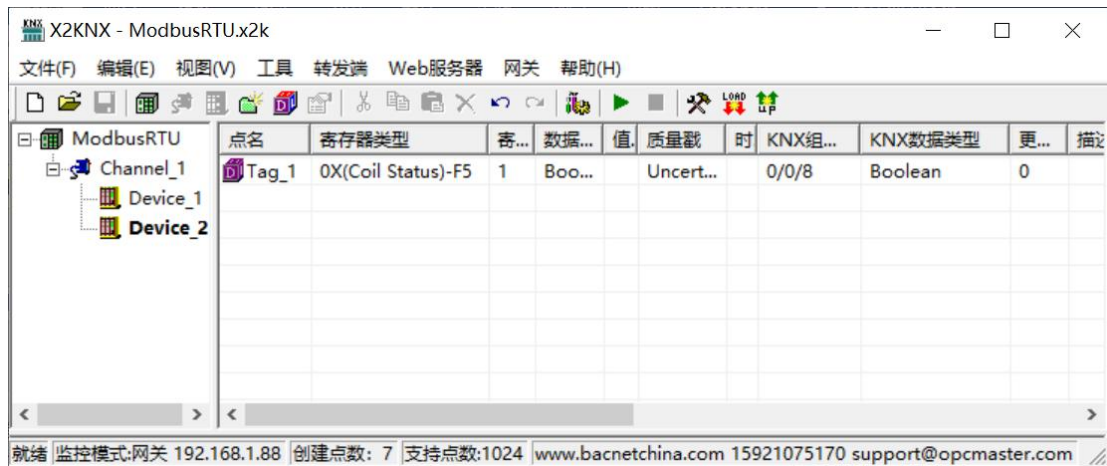 KNX X2KNX - ModbusRTU.x2k
文件(F) 编辑(E) 视图(V) 工具 转发端 Web服务器 网关 帮助(H)
LOAD UP
ModbusRTU
Channel_1
Device_1
Device_2
点名 寄存器类型 寄... 数据... 值. 质量戳 时 KNX组... KNX数据类型 更... 描述
Tag_1 0X(Coil Status)-F5 1 Boo... Uncert... 0/0/8 Boolean 0
就绪 监控模式:网关 192.168.1.88 创建点数: 7 支持点数:1024 www.bacnetchina.com 15921075170 support@opcmaster.com